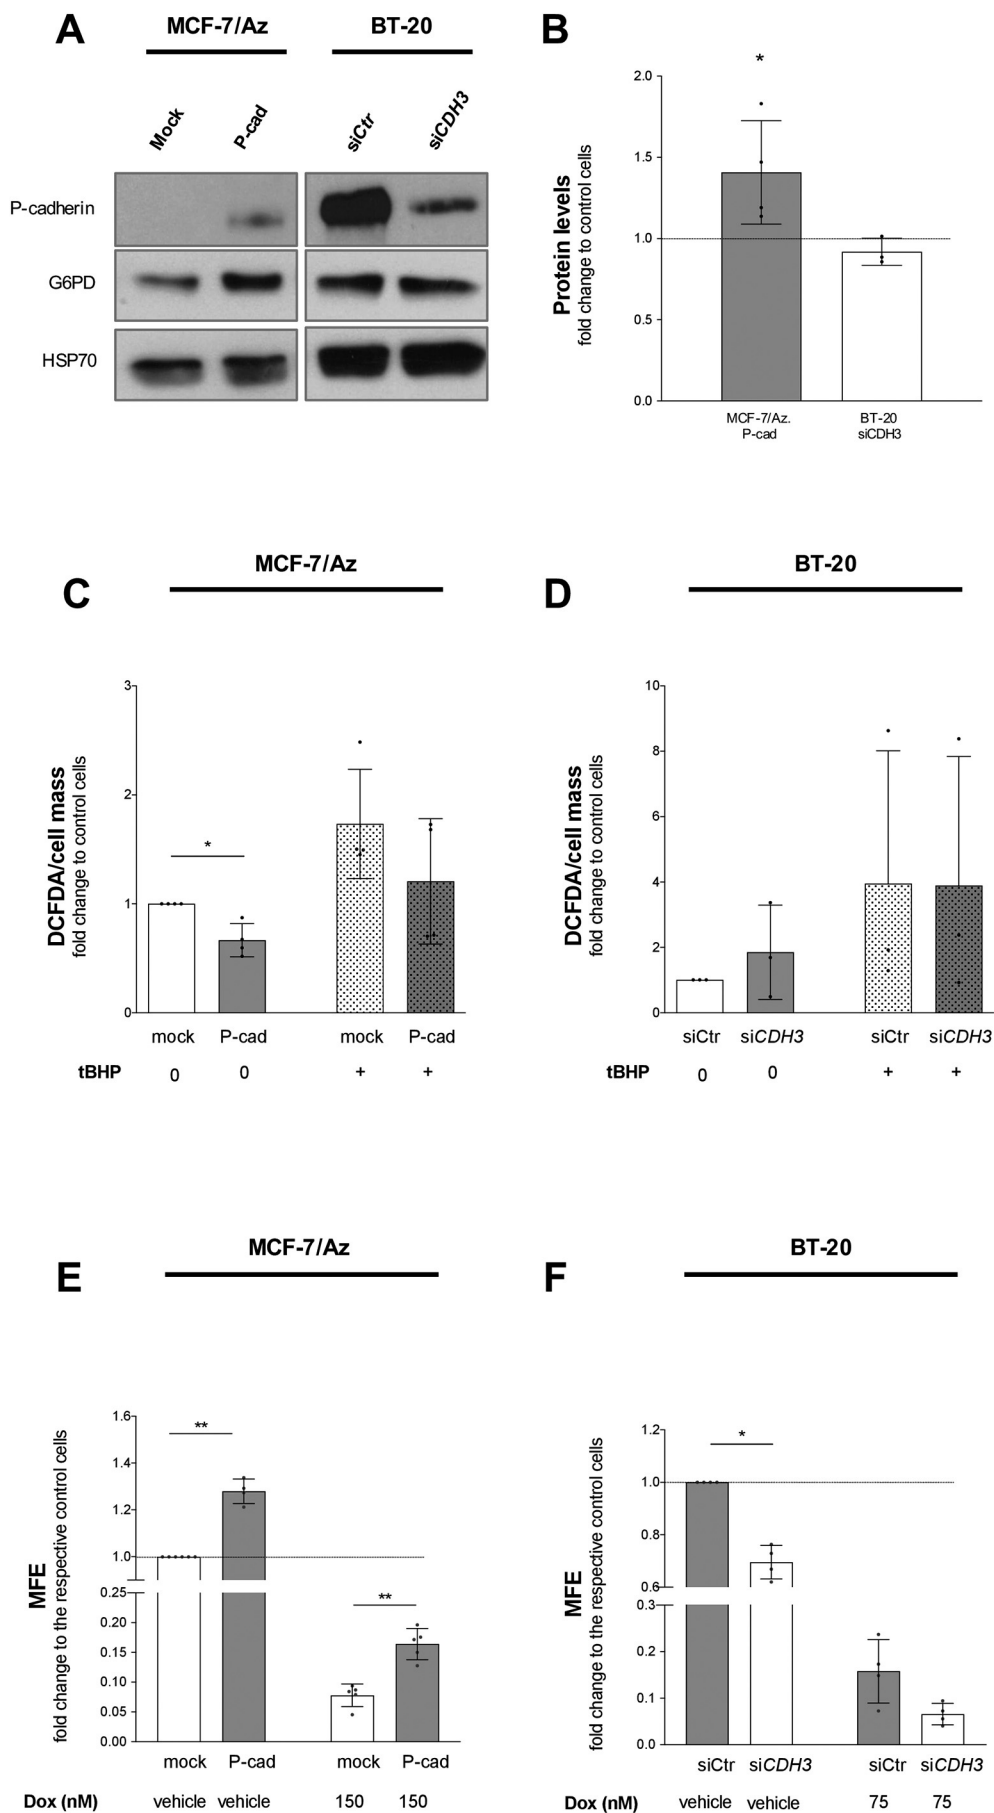 A
MCF-7/Az
BT-20
Mock
P-cad
siCtr
siCDH3
P-cadherin
G6PD
HSP70
B
*
Protein levels
fold change to control cells
2.0
1.5
1.0
0.5
0.0
MCF-7/Az.
P-cad
BT-20
siCDH3
C
MCF-7/Az
DCFDA/cell mass
fold change to control cells
3
2
1
0
*
mock
P-cad
mock
P-cad
tBHP
0
0
+
+
D
BT-20
DCFDA/cell mass
fold change to control cells
10
8
6
4
2
0
siCtr
siCDH3
siCtr
siCDH3
tBHP
0
0
+
+
E
MCF-7/Az
MFE
fold change to the respective control cells
1.6
1.4
1.2
1.0
0.25
0.20
0.15
0.10
0.05
0.00
**
**
mock
P-cad
mock
P-cad
Dox (nM)
vehicle
vehicle
150
150
F
BT-20
MFE
fold change to the respective control cells
1.2
1.0
0.8
0.6
0.3
0.2
0.1
0.0
*
siCtr
siCDH3
siCtr
siCDH3
Dox (nM)
vehicle
vehicle
75
75